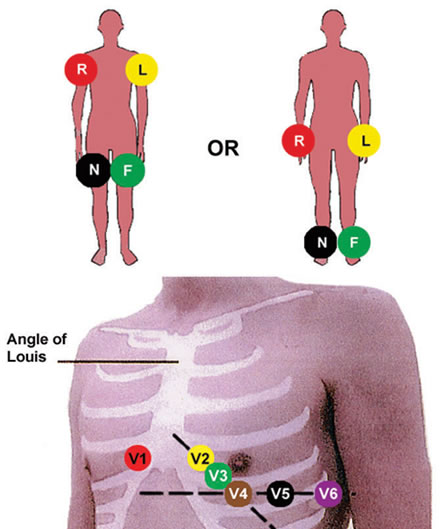 R L
R L
OR
N F
N F
Angle of
Louis
V1 V2
V3
V4 V5 V6